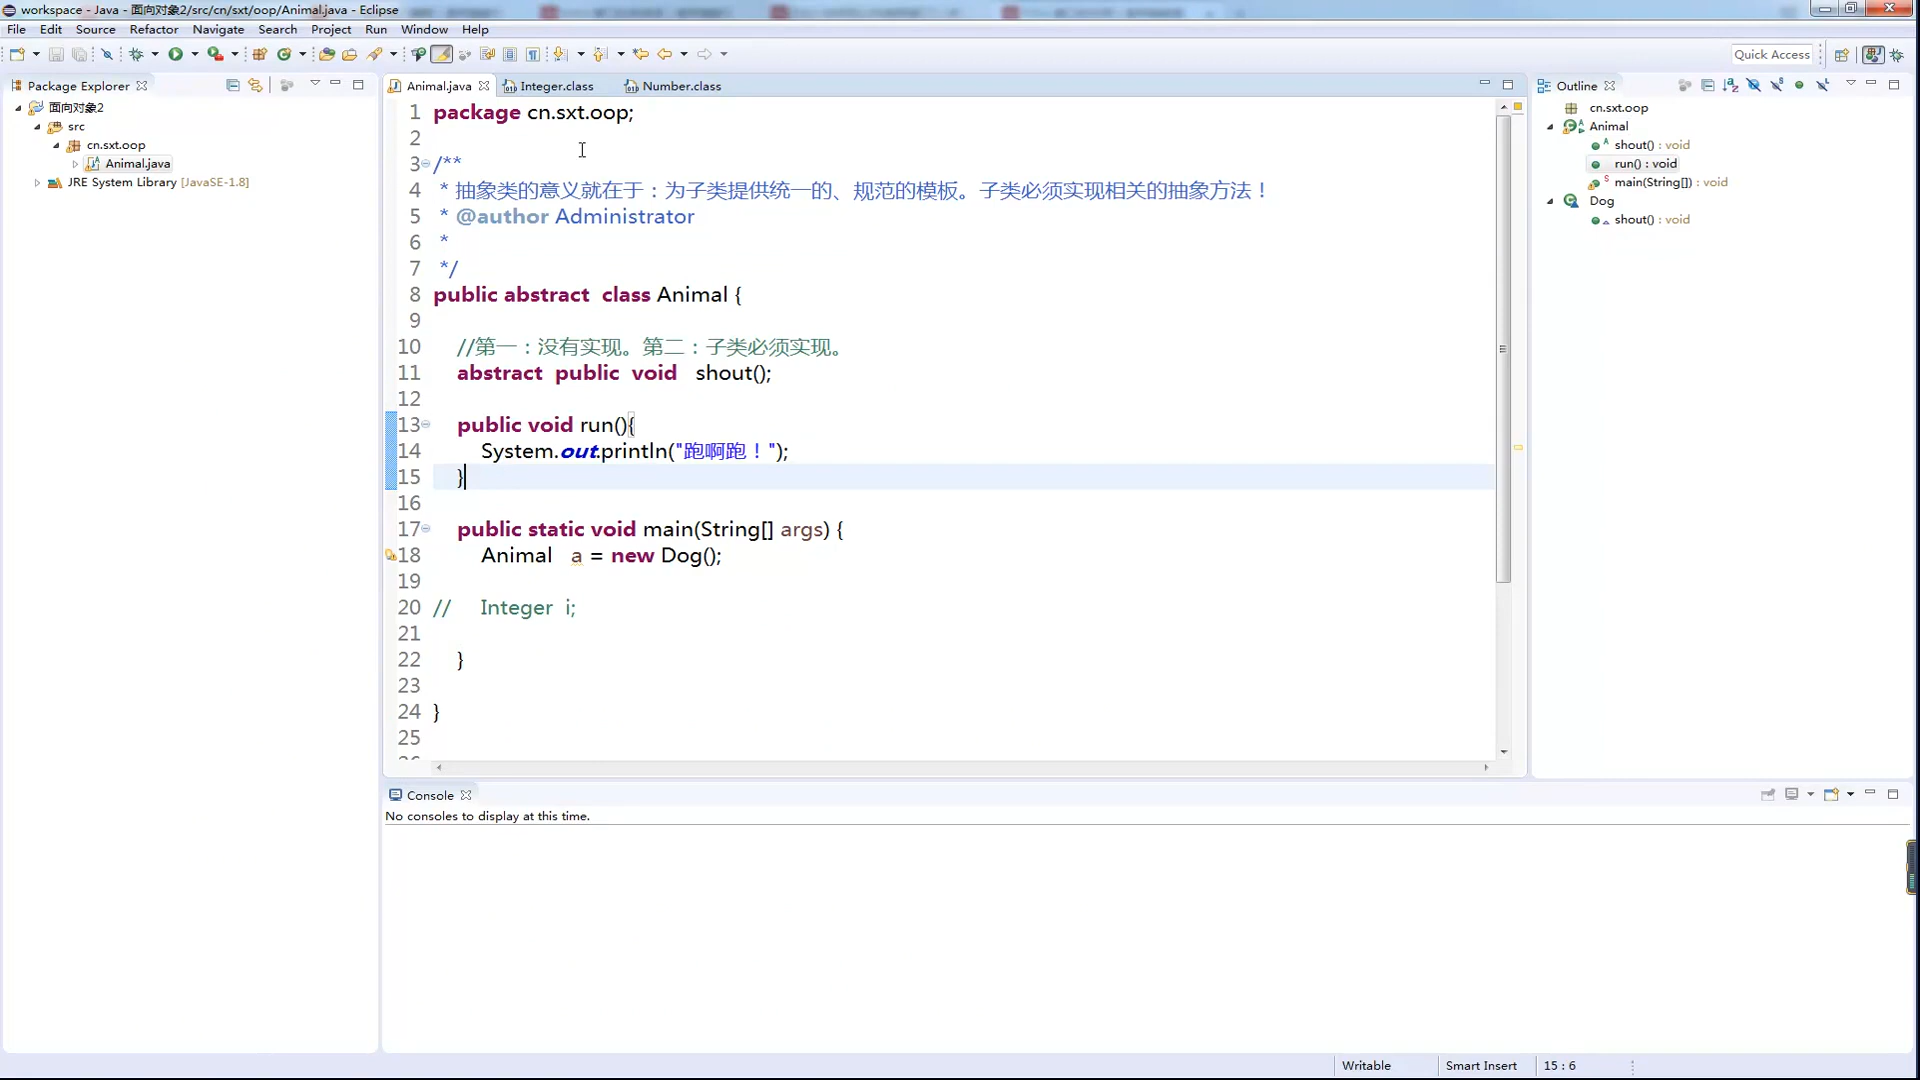 workspace - Java - 面向对象2/src/cn/sxt/oop/Animal.java - Eclipse
File Edit Source Refactor Navigate Search Project Run Window Help
Quick Access
Package Explorer
面向对象2
src
cn.sxt.oop
Animal.java
JRE System Library [JavaSE-1.8]
Animal.java Integer.class Number.class
1 package cn.sxt.oop;
2
3 /**
4 * 抽象类的意义就在于：为子类提供统一的、规范的模板。子类必须实现相关的抽象方法！
5 * @author Administrator
6 *
7 */
8 public abstract class Animal {
9
10 //第一：没有实现。第二：子类必须实现。
11 abstract public void shout();
12
13 public void run(){
14 System.out.println("跑啊跑！");
15 }
16
17 public static void main(String[] args) {
18 Animal a = new Dog();
19
20 // Integer i;
21
22 }
23
24 }
25
Outline
cn.sxt.oop
Animal
shout() : void
run() : void
main(String[]) : void
Dog
shout() : void
Console
No consoles to display at this time.
Writable Smart Insert 15 : 6